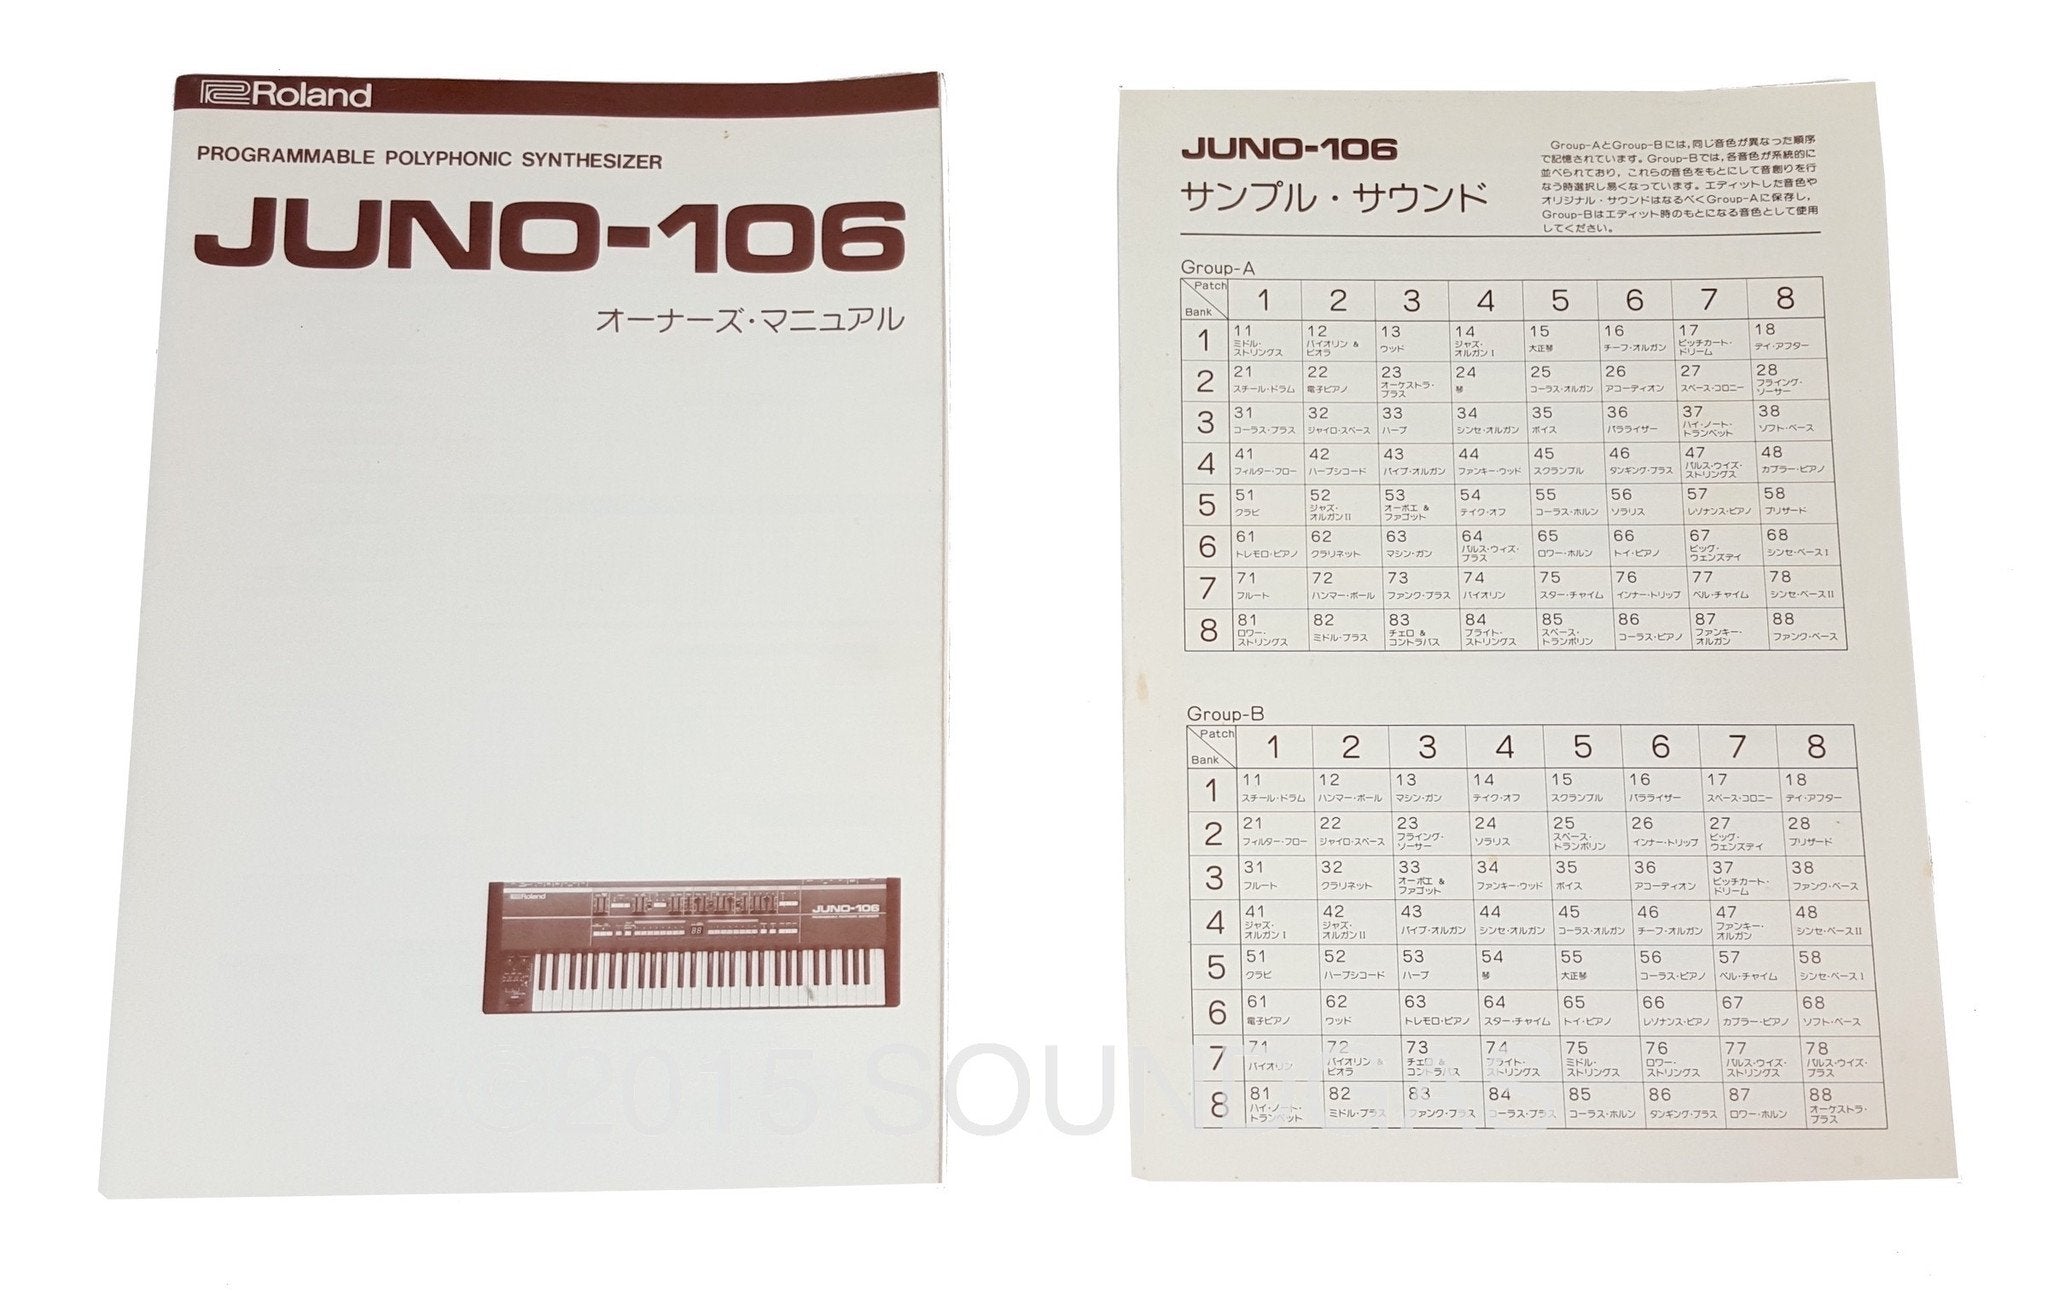 Roland
PROGRAMMABLE POLYPHONIC SYNTHESIZER
JUNO-106
オーナーズ・マニュアル
Roland
JUNO-106
88
JUNO-106
サンプル・サウンド
Group-AとGroup-Bには,同じ音色が異なった順序
で記憶されています。Group-Bでは,各音色が系統的に
並べられており,これらの音色をもとにして音創りを行
なう時選択し易くなっています。エディットした音色や
オリジナル・サウンドはなるべくGroup-Aに保存し,
Group-Bはエディット時のもとになる音色として使用
してください。
Group-A
Patch
Bank
1 2 3 4 5 6 7 8
1 11 ミドル・ストリングス 12 バイオリン & ビオラ 13 ウッド 14 ジャズ・オルガンI 15 大正琴 16 チーフ・オルガン 17 ピッチカート・ドリーム 18 デイ・アフター
2 21 スチール・ドラム 22 電子ピアノ 23 オーケストラ・ブラス 24 琴 25 コーラス・オルガン 26 アコーディオン 27 スペース・コロニー 28 フライング・ソーサー
3 31 コーラス・ブラス 32 ジャイロ・スペース 33 ハープ 34 シンセ・オルガン 35 ボイス 36 パラライザー 37 ハイ・ノート・トランペット 38 ソフト・ベース
4 41 フィルター・フロー 42 ハープシコード 43 パイプ・オルガン 44 ファンキー・ウッド 45 スクランブル 46 タンギング・ブラス 47 パルス・ウィズ・ストリングス 48 カプラー・ピアノ
5 51 クラビ 52 ジャズ・オルガンII 53 オーボエ & ファゴット 54 テイク・オフ 55 コーラス・ホルン 56 ソラリス 57 レゾナンス・ピアノ 58 ブリザード
6 61 トレモロ・ピアノ 62 クラリネット 63 マシン・ガン 64 パルス・ウィズ・ブラス 65 ロワー・ホルン 66 トイ・ピアノ 67 ビッグ・ウェンズデイ 68 シンセ・ベースI
7 71 フルート 72 ハンマー・ボール 73 ファンク・ブラス 74 バイオリン 75 スター・チャイム 76 インナー・トリップ 77 ベル・チャイム 78 シンセ・ベースII
8 81 ロワー・ストリングス 82 ミドル・ブラス 83 チェロ & コントラバス 84 ブライト・ストリングス 85 スペース・トランポリン 86 コーラス・ピアノ 87 ファンキー・オルガン 88 ファンク・ベース
Group-B
Patch
Bank
1 2 3 4 5 6 7 8
1 11 スチール・ドラム 12 ハンマー・ボール 13 マシン・ガン 14 テイク・オフ 15 スクランブル 16 パラライザー 17 スペース・コロニー 18 デイ・アフター
2 21 フィルター・フロー 22 ジャイロ・スペース 23 フライング・ソーサー 24 ソラリス 25 スペース・トランポリン 26 インナー・トリップ 27 ビッグ・ウェンズデイ 28 ブリザード
3 31 フルート 32 クラリネット 33 オーボエ & ファゴット 34 ファンキー・ウッド 35 ボイス 36 アコーディオン 37 ピッチカート・ドリーム 38 ファンク・ベース
4 41 ジャズ・オルガンI 42 ジャズ・オルガンII 43 パイプ・オルガン 44 シンセ・オルガン 45 コーラス・オルガン 46 チーフ・オルガン 47 ファンキー・オルガン 48 シンセ・ベースII
5 51 クラビ 52 ハープシコード 53 ハープ 54 琴 55 大正琴 56 コーラス・ピアノ 57 ベル・チャイム 58 シンセ・ベースI
6 61 電子ピアノ 62 ウッド 63 トレモロ・ピアノ 64 スター・チャイム 65 トイ・ピアノ 66 レゾナンス・ピアノ 67 カプラー・ピアノ 68 ソフト・ベース
7 71 バイオリン 72 バイオリン & ビオラ 73 チェロ & コントラバス 74 ブライト・ストリングス 75 ミドル・ストリングス 76 ロワー・ストリングス 77 パルス・ウィズ・ストリングス 78 パルス・ウィズ・ブラス
8 81 ハイ・ノート・トランペット 82 ミドル・ブラス 83 ファンク・ブラス 84 コーラス・ブラス 85 コーラス・ホルン 86 タンギング・ブラス 87 ロワー・ホルン 88 オーケストラ・ブラス
©2015 SOUN